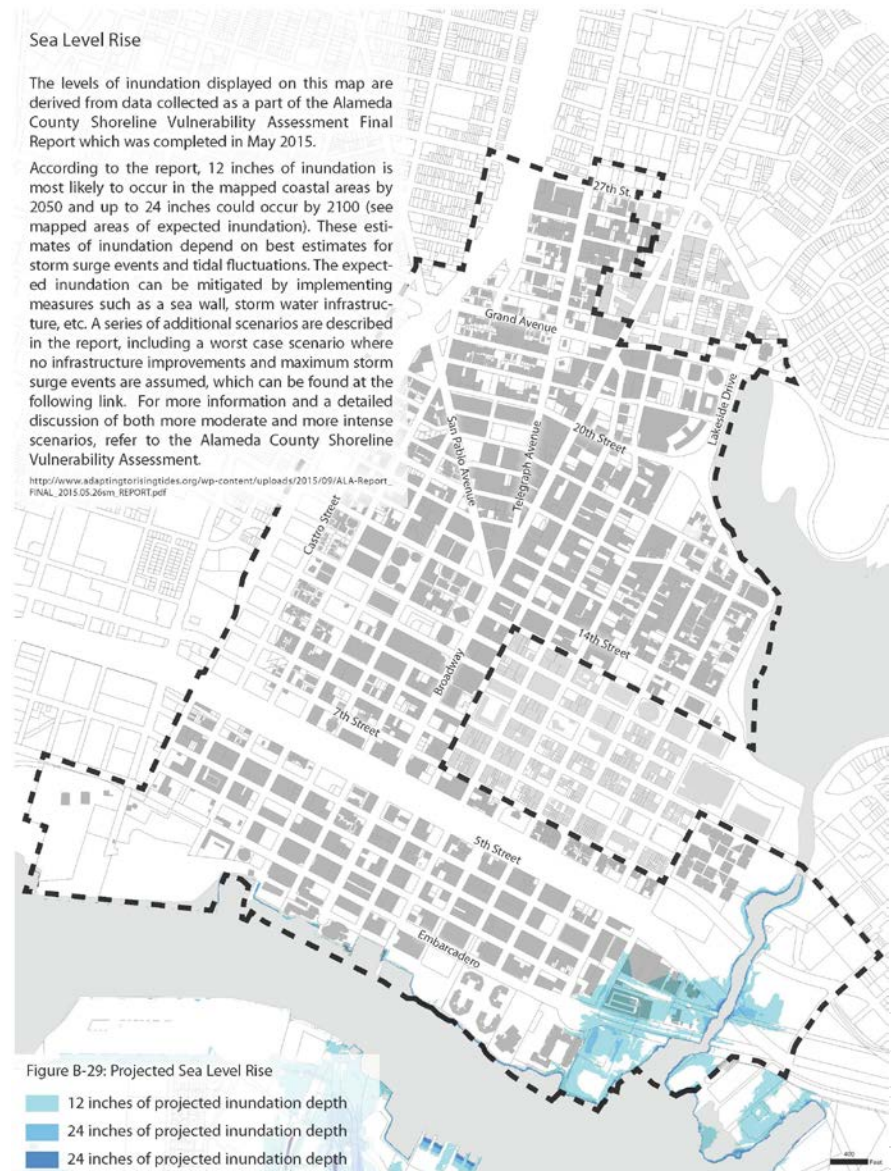 Sea Level Rise
The levels of inundation displayed on this map are
derived from data collected as a part of the Alameda
County Shoreline Vulnerability Assessment Final
Report which was completed in May 2015.
According to the report, 12 inches of inundation is
most likely to occur in the mapped coastal areas by
2050 and up to 24 inches could occur by 2100 (see
mapped areas of expected inundation). These esti-
mates of inundation depend on best estimates for
storm surge events and tidal fluctuations. The expect-
ed inundation can be mitigated by implementing
measures such as a sea wall, storm water infrastruc-
ture, etc. A series of additional scenarios are described
in the report, including a worst case scenario where
no infrastructure improvements and maximum storm
surge events are assumed, which can be found at the
following link. For more information and a detailed
discussion of both more moderate and more intense
scenarios, refer to the Alameda County Shoreline
Vulnerability Assessment.
http://www.adaptingtorisingtides.org/wp-content/uploads/2015/09/ALA-Report_
FINAL_2015.05.26sm_REPORT.pdf
27th St.
Grand Avenue
Lakeside Drive
San Pablo Avenue
20th Street
Telegraph Avenue
Castro Street
14th Street
Broadway
7th Street
5th Street
Embarcadero
Figure B-29: Projected Sea Level Rise
12 inches of projected inundation depth
24 inches of projected inundation depth
24 inches of projected inundation depth
400
Feet